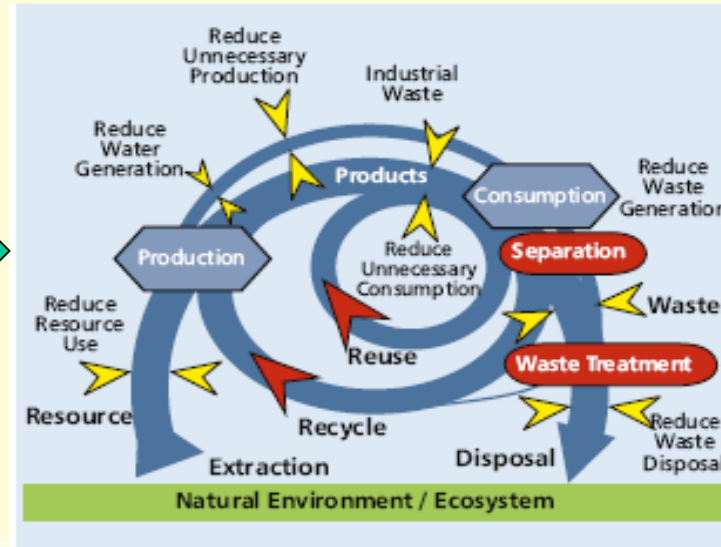 Reduce
Unnecessary
Production
Industrial
Waste
Reduce
Water
Generation
Products
Consumption
Reduce
Waste
Generation
Production
Reduce
Unnecessary
Consumption
Separation
Reduce
Resource
Use
Waste
Reuse
Waste Treatment
Resource
Recycle
Reduce
Waste
Disposal
Extraction
Disposal
Natural Environment / Ecosystem